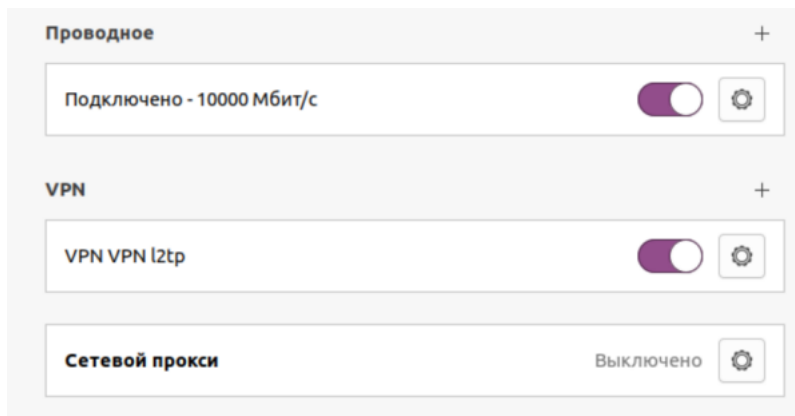 Проводное
Подключено - 10000 Мбит/с
VPN
VPN VPN l2tp
Сетевой прокси Выключено